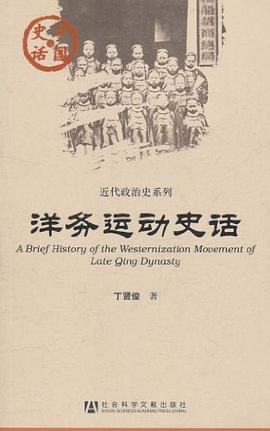 中国
史话
近代政治史系列
洋务运动史话
A Brief History of the Westernization Movement of
Late Qing Dynasty
丁贤俊 著
社会科学文献出版社
SOCIAL SCIENCES ACADEMIC PRESS (CHINA)